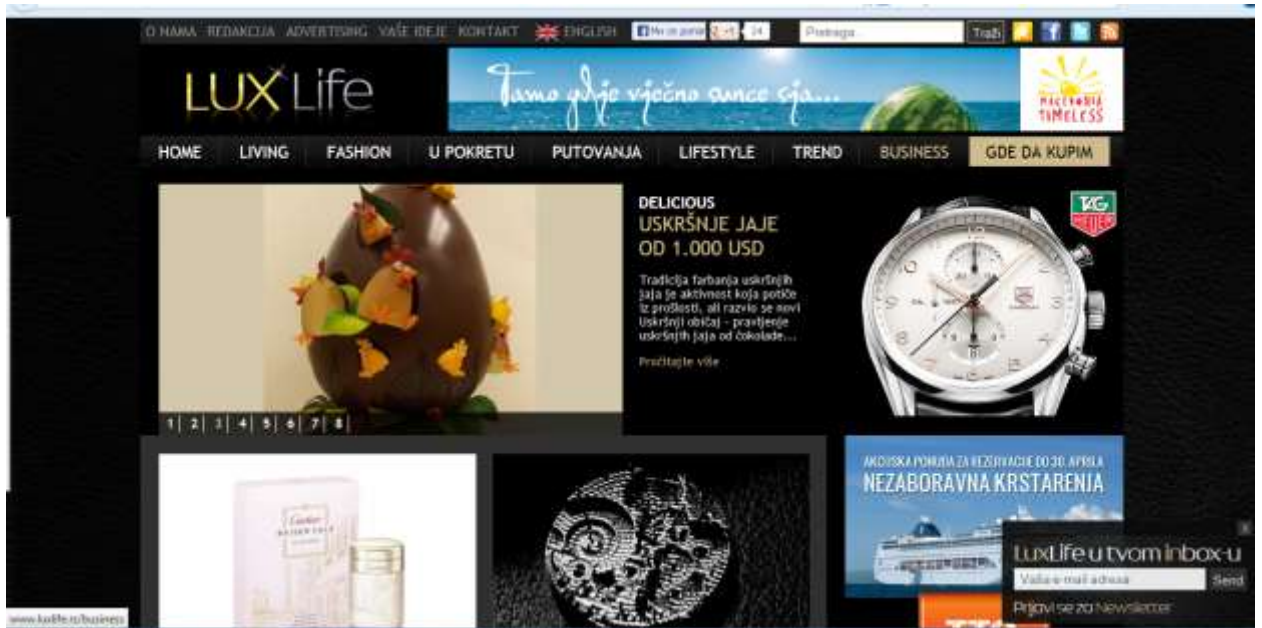 O NAMA REDAKCIJA ADVERTISING VAŠE IDEJE KONTAKT ENGLISH
24
Pretraga...
Traži
LUX Life
Tamo gdje vječno sunce sja...
MACEDONIA
TIMELESS
HOME LIVING FASHION U POKRETU PUTOVANJA LIFESTYLE TREND BUSINESS GDE DA KUPIM
DELICIOUS
USKRŠNJE JAJE
OD 1.000 USD
Tradicija farbanja uskršnjih
jaja je aktivnost koja potiče
iz prošlosti, ali razvio se novi
Uskršnji običaj - pravljenje
uskršnjih jaja od čokolade...
Pročitajte više
1 2 3 4 5 6 7 8
TAG
HEUER
Cartier
AKCIJSKA PONUDA ZA REZERVACIJE DO 30. APRILA
NEZABORAVNA KRSTARENJA
LuxLife u tvom inbox-u
Vaša e-mail adresa
Send
Prijavi se za Newsletter
www.luxlife.rs/business